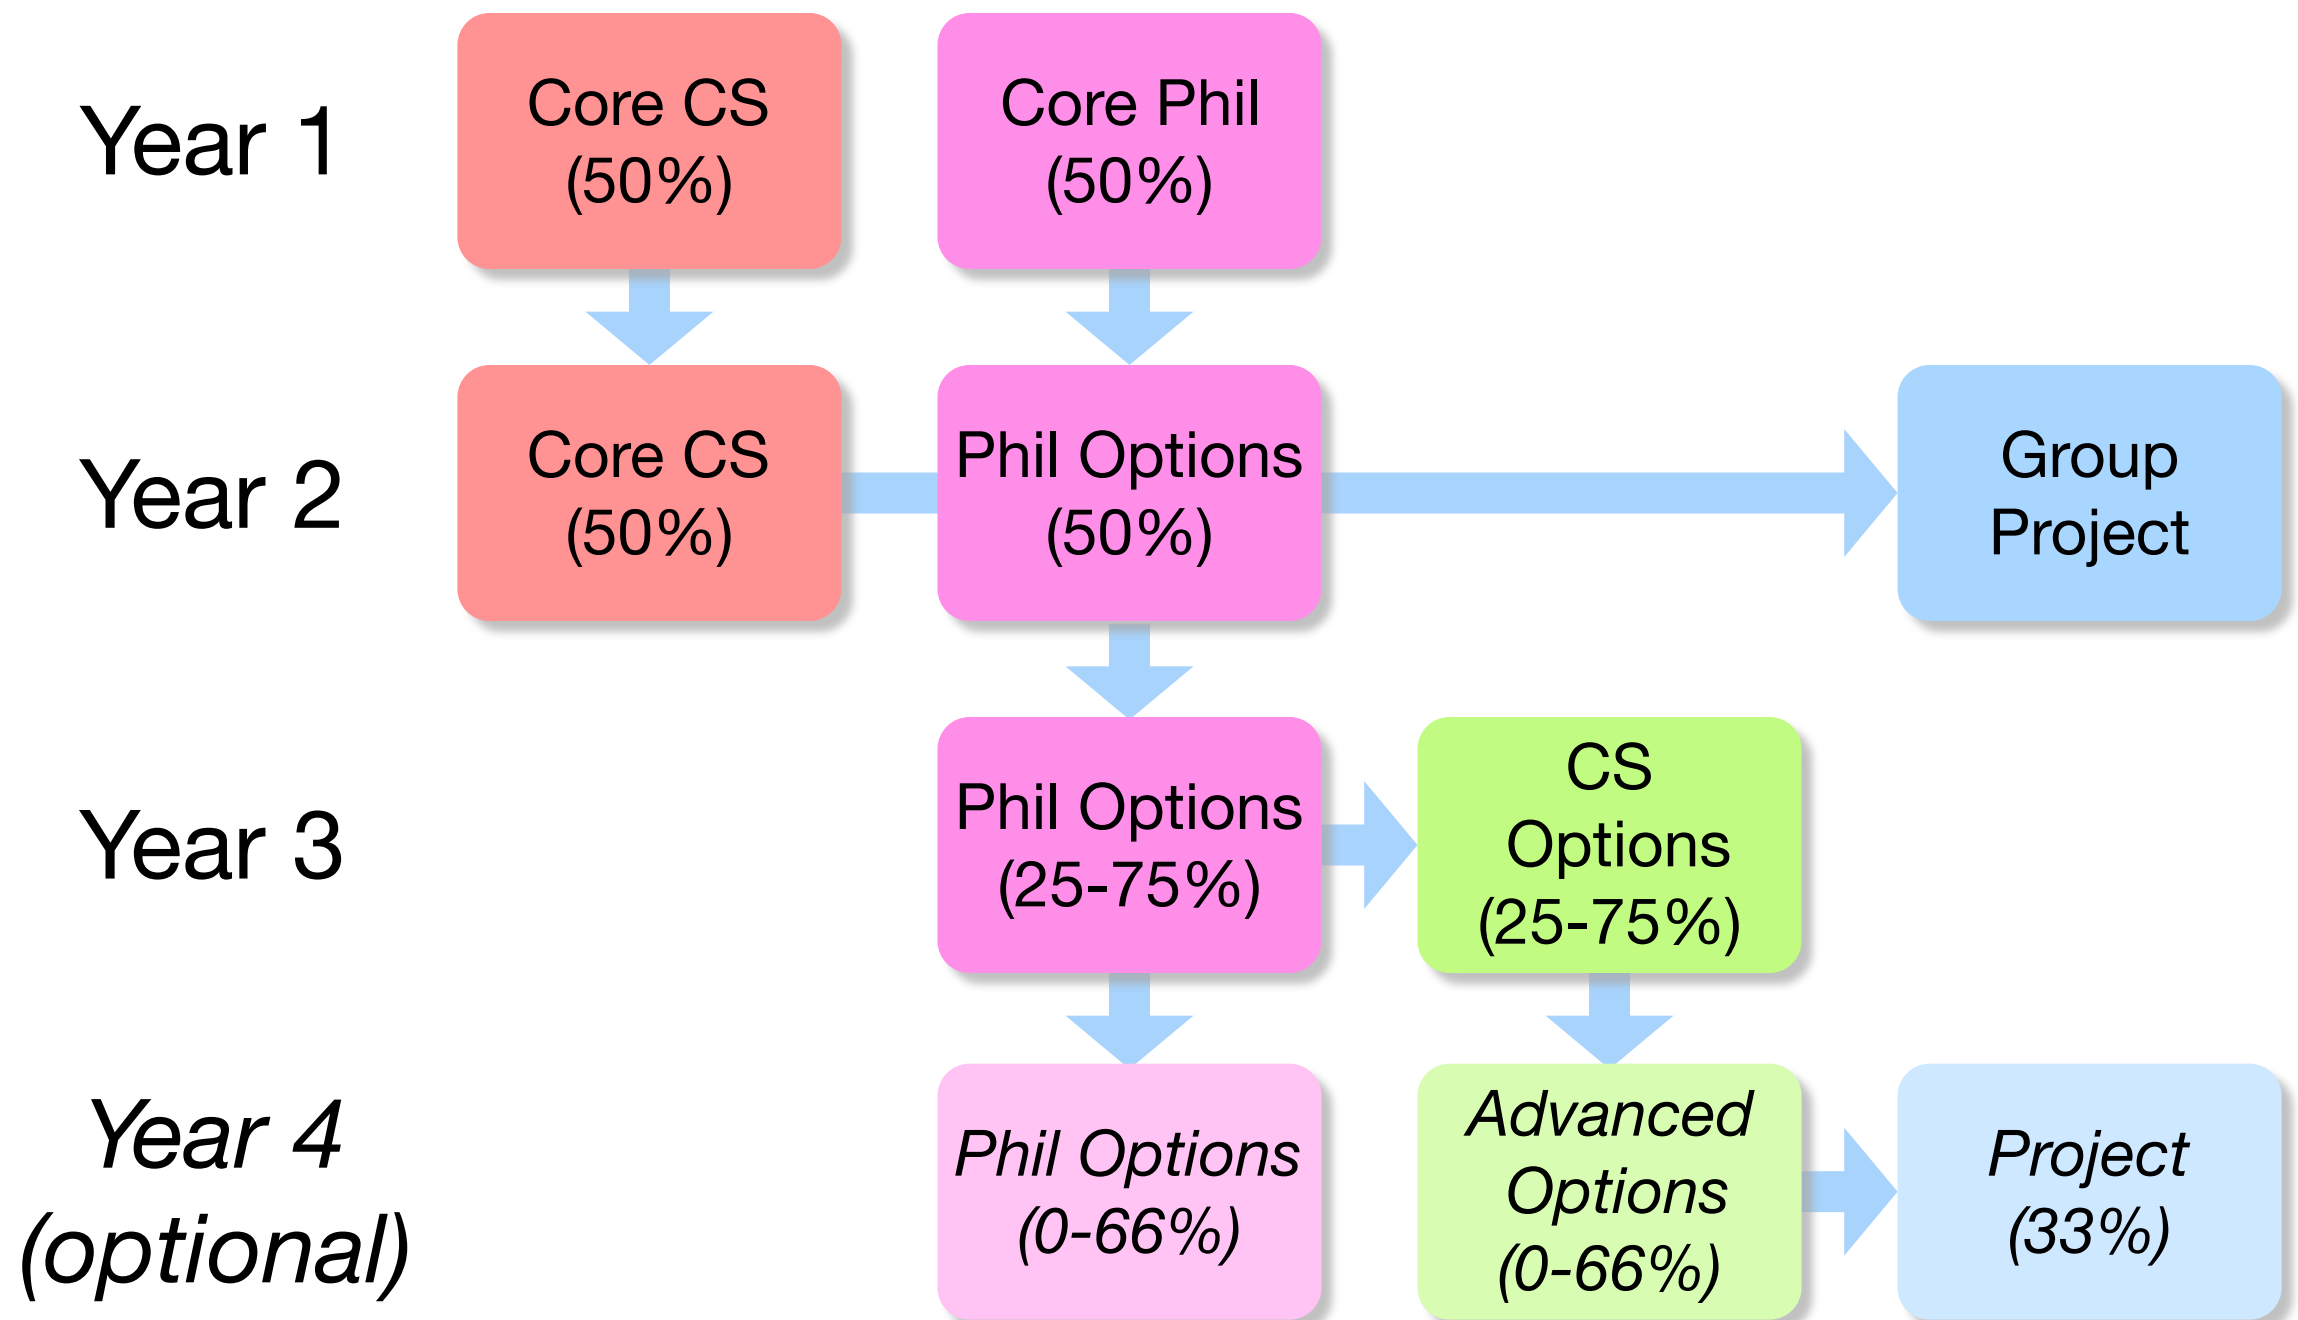 Year 1
Core CS
(50%)
Core Phil
(50%)
Year 2
Core CS
(50%)
Phil Options
(50%)
Group
Project
Year 3
Phil Options
(25-75%)
CS
Options
(25-75%)
Year 4
(optional)
Phil Options
(0-66%)
Advanced
Options
(0-66%)
Project
(33%)